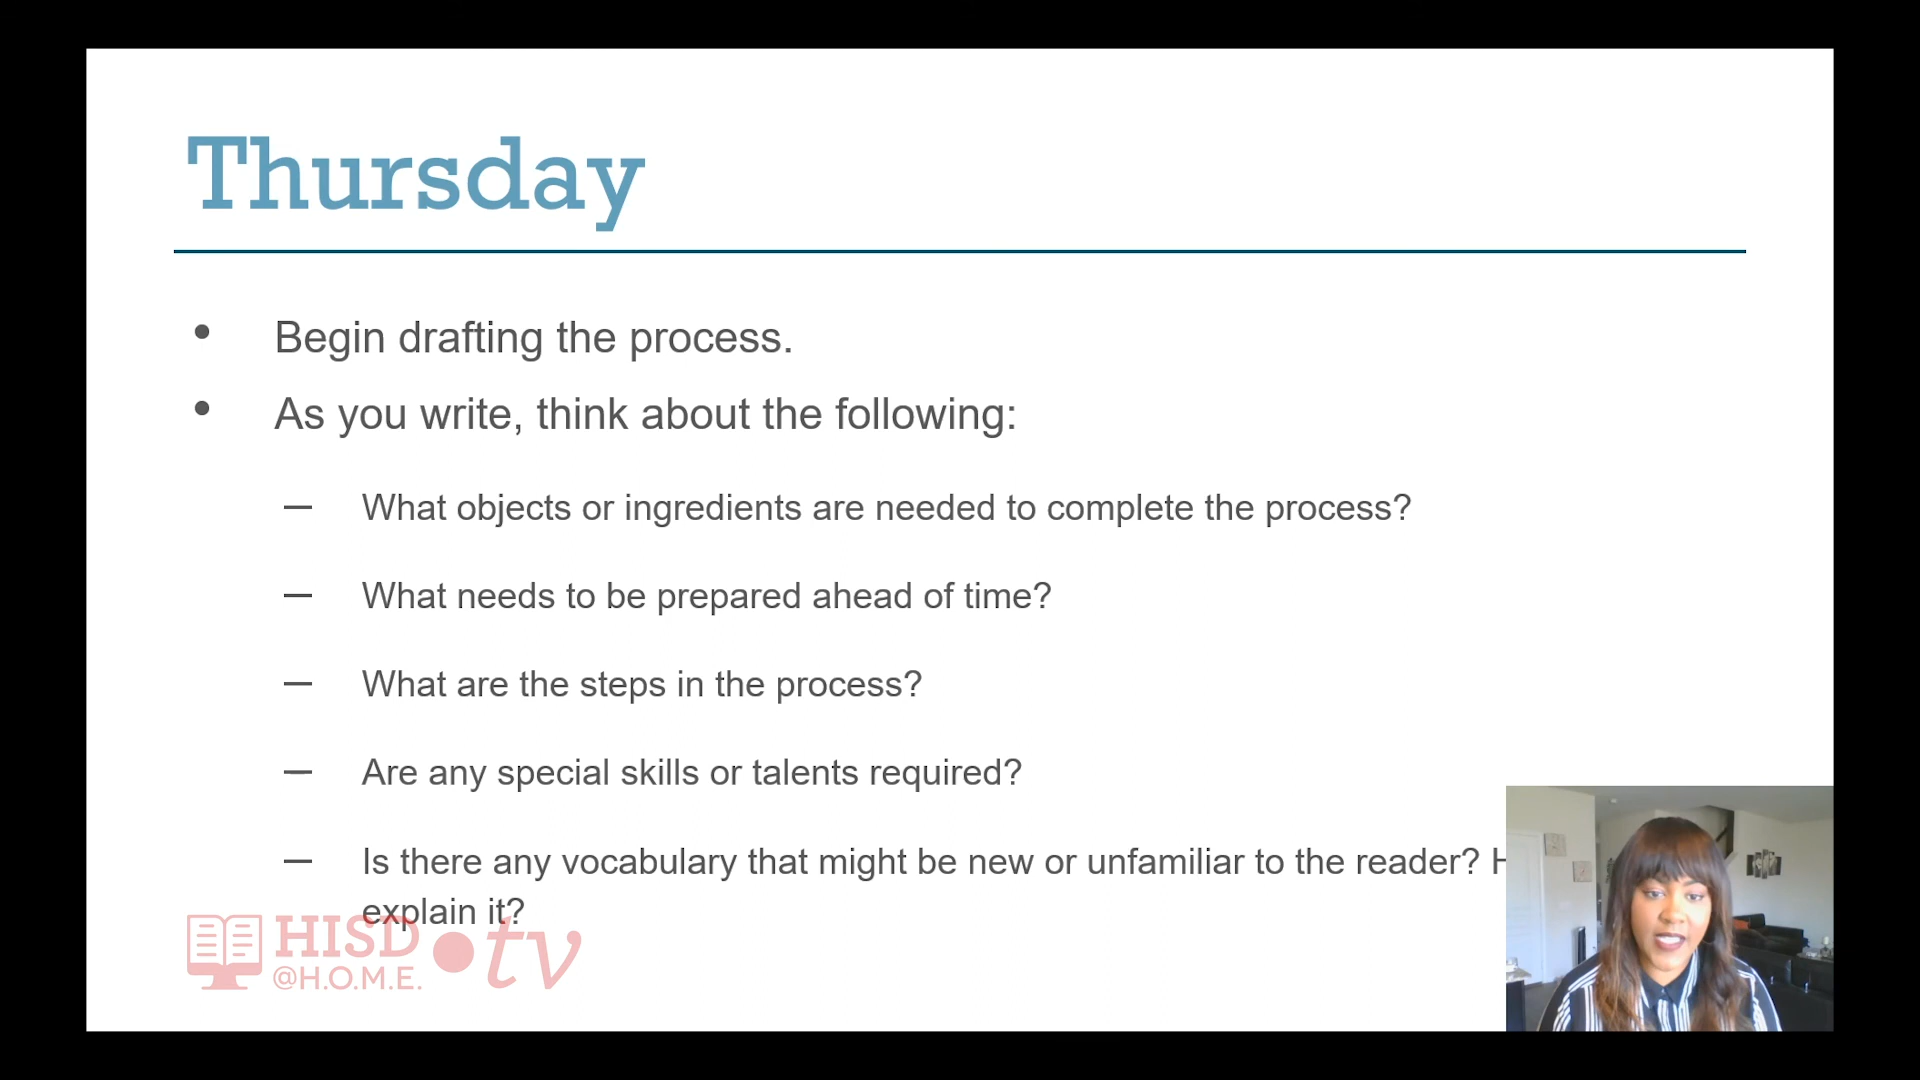 Thursday
• Begin drafting the process.
• As you write, think about the following:
– What objects or ingredients are needed to complete the process?
– What needs to be prepared ahead of time?
– What are the steps in the process?
– Are any special skills or talents required?
– Is there any vocabulary that might be new or unfamiliar to the reader?
explain it?
HISD
@H.O.M.E.
tv